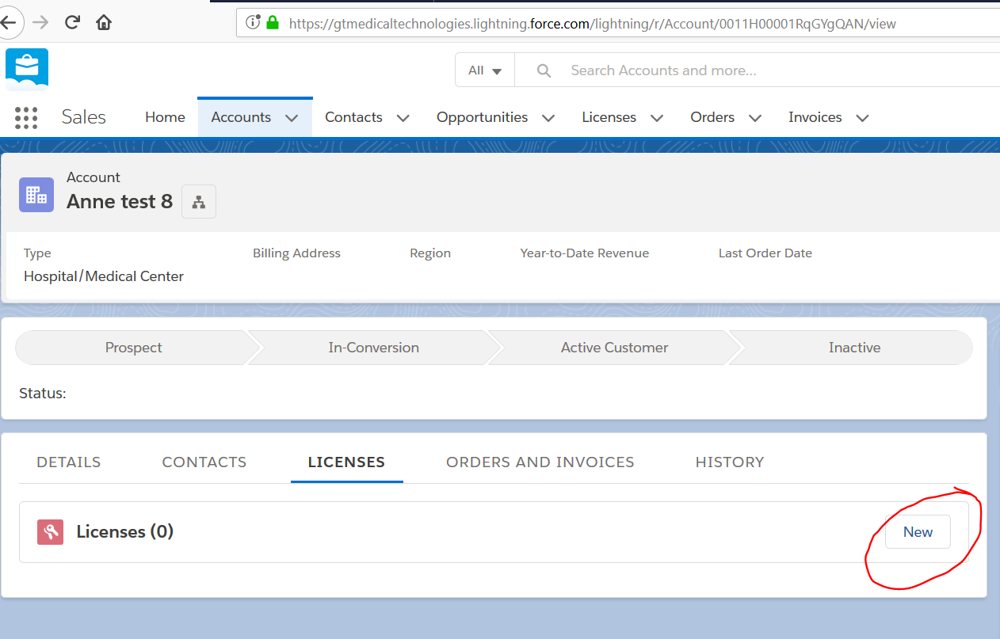 https://gtmedicaltechnologies.lightning.force.com/lightning/r/Account/0011H00001RqGYgQAN/view
All Search Accounts and more...
Sales Home Accounts Contacts Opportunities Licenses Orders Invoices
Account
Anne test 8
Type Billing Address Region Year-to-Date Revenue Last Order Date
Hospital/Medical Center
Prospect In-Conversion Active Customer Inactive
Status:
DETAILS CONTACTS LICENSES ORDERS AND INVOICES HISTORY
Licenses (0) New